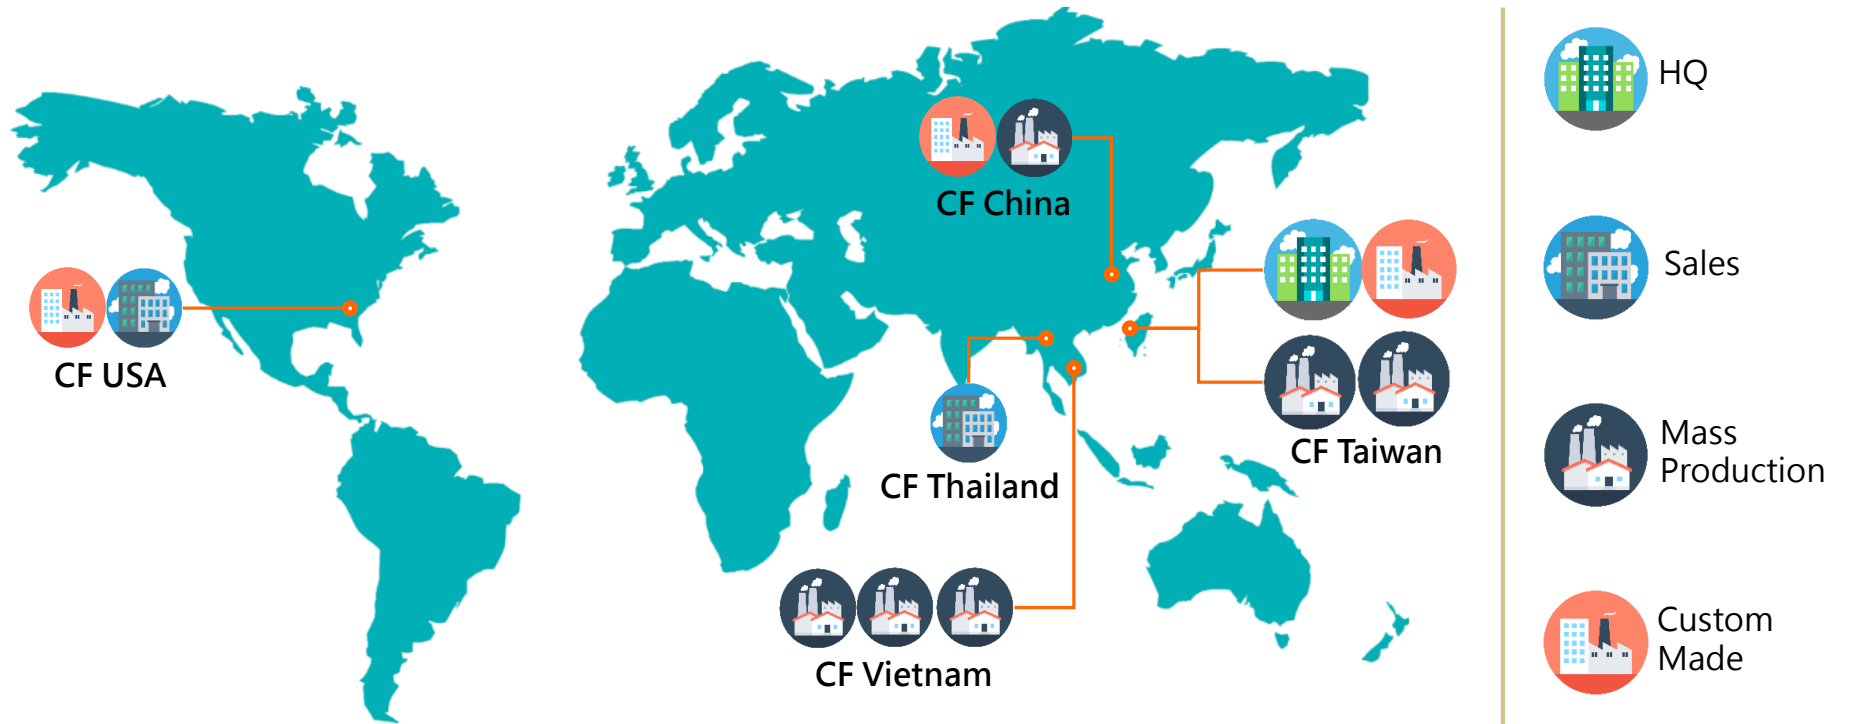 CF China
CF USA
CF Thailand
CF Taiwan
CF Vietnam
HQ
Sales
Mass
Production
Custom
Made